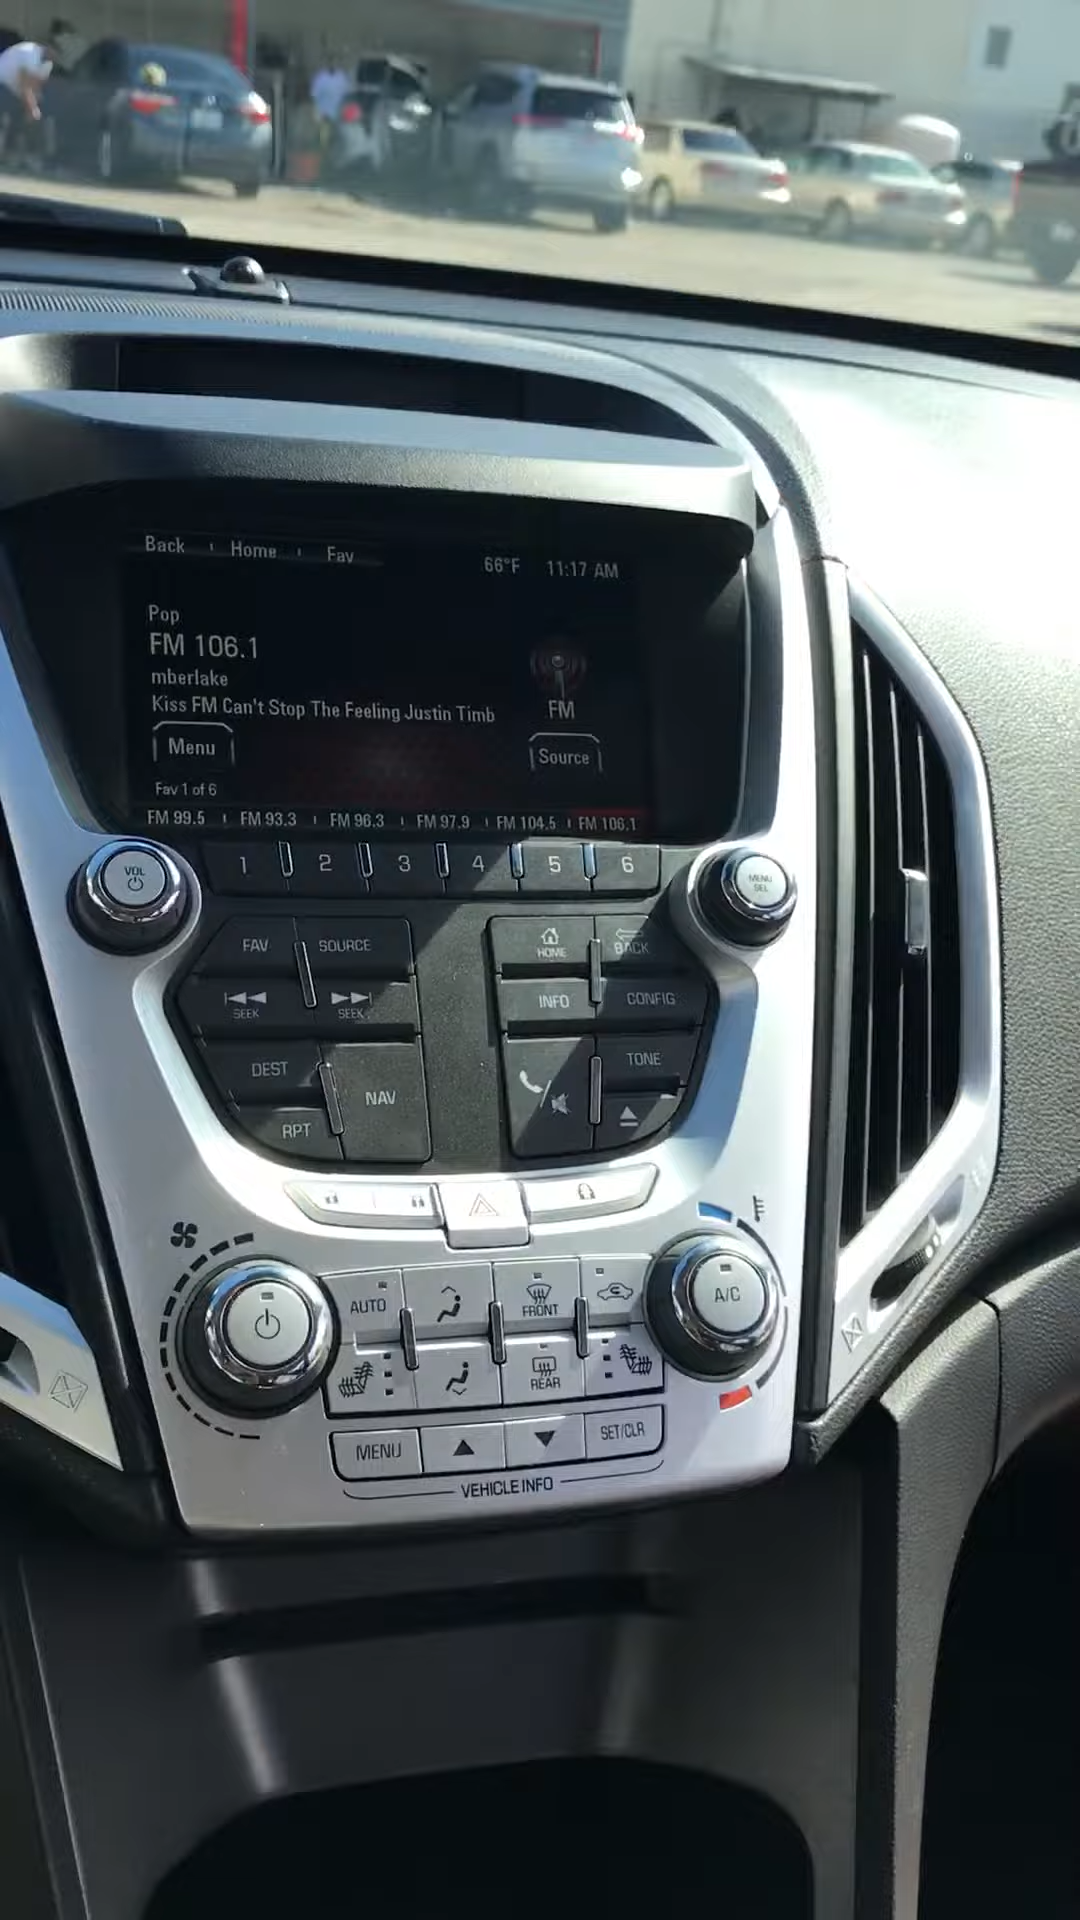 Back Home Fav 66°F 11:17 AM
Pop
FM 106.1
mberlake
Kiss FM Can't Stop The Feeling Justin Timb
FM
Menu
Source
Fav 1 of 6
FM 99.5 FM 93.3 FM 96.3 FM 97.9 FM 104.5 FM 106.1
VOL
1 2 3 4 5 6
MENU
SEL
FAV SOURCE
HOME BACK
SEEK SEEK
INFO CONFIG
DEST
NAV
RPT
TONE
AUTO
FRONT
A/C
REAR
MENU
SET/CLR
VEHICLE INFO